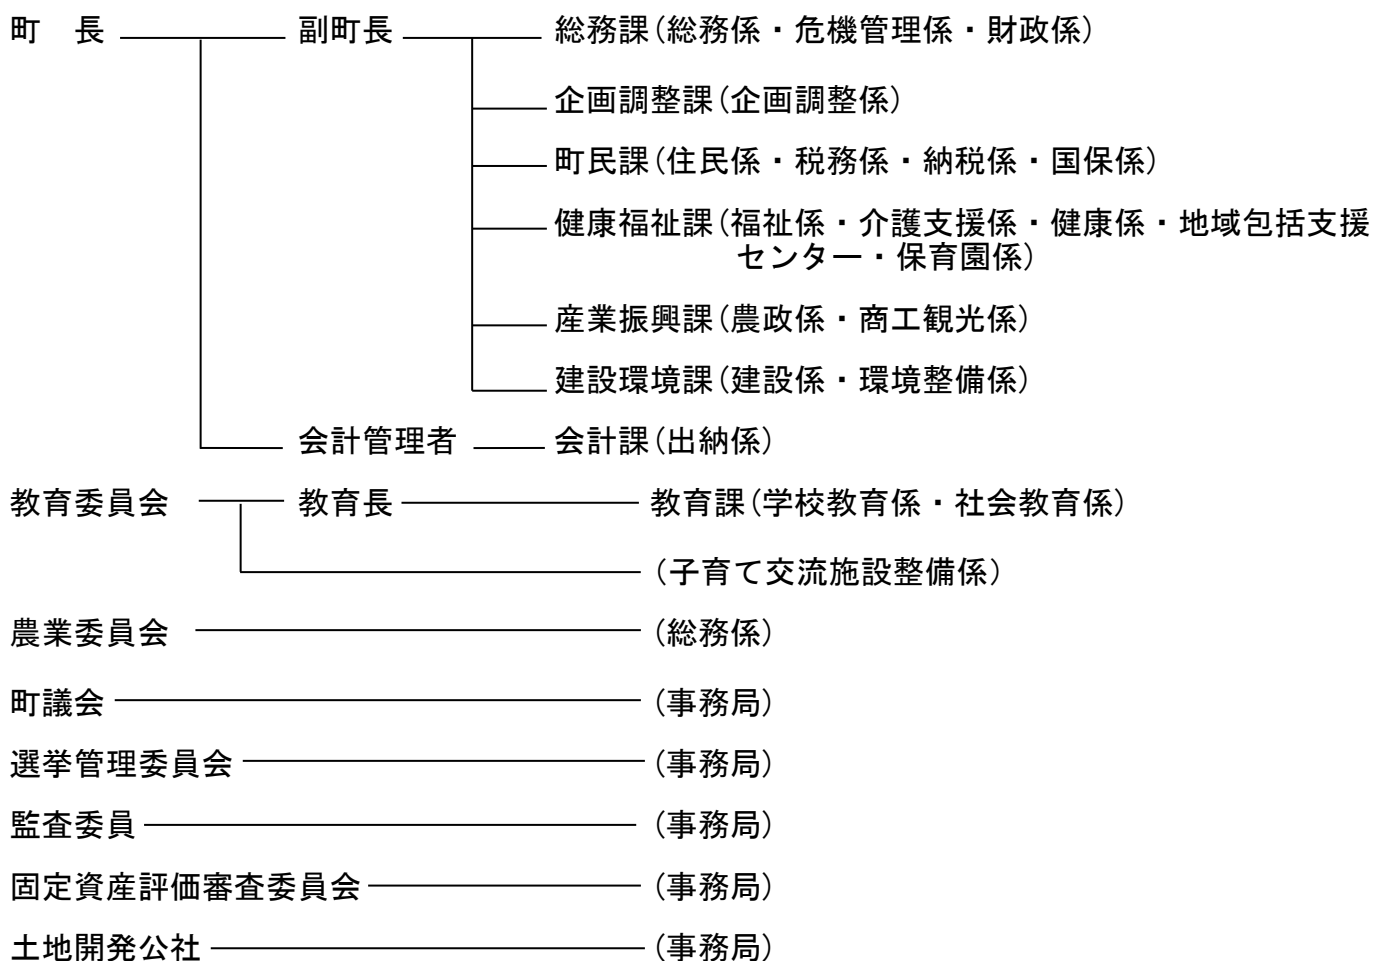 町　長 副町長 総務課(総務係・危機管理係・財政係)
企画調整課(企画調整係)
町民課(住民係・税務係・納税係・国保係)
健康福祉課(福祉係・介護支援係・健康係・地域包括支援
センター・保育園係)
産業振興課(農政係・商工観光係)
建設環境課(建設係・環境整備係)
会計管理者 会計課(出納係)
教育委員会 教育長 教育課(学校教育係・社会教育係)
(子育て交流施設整備係)
農業委員会 (総務係)
町議会 (事務局)
選挙管理委員会 (事務局)
監査委員 (事務局)
固定資産評価審査委員会 (事務局)
土地開発公社 (事務局)